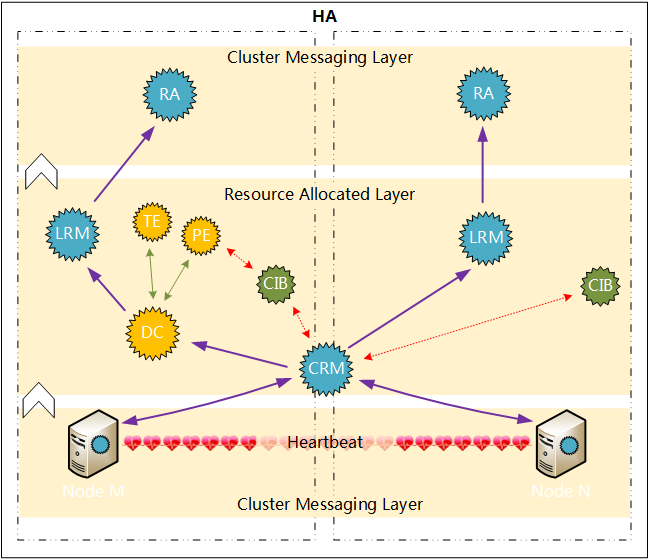 HA
Cluster Messaging Layer
RA
RA
Resource Allocated Layer
TE
LRM
PE
LRM
CIB
CIB
DC
CRM
Heartbeat
Node M
Node N
Cluster Messaging Layer